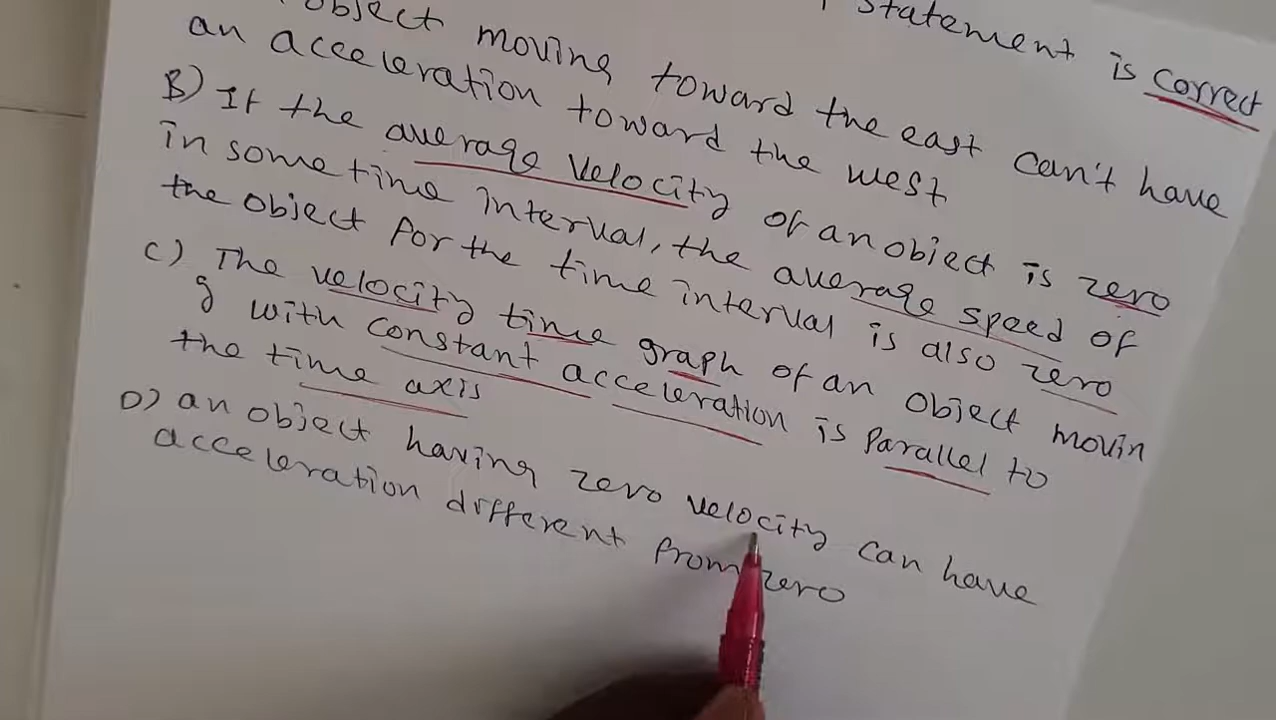 statement is correct
object moving toward the east can't have
an acceleration toward the west
B) If the average velocity of an object is zero
in some time interval, the average speed of
the object for the time interval is also zero
C) The velocity time graph of an object movin
g with constant acceleration is parallel to
the time axis
D) an object having zero velocity can have
acceleration different from zero